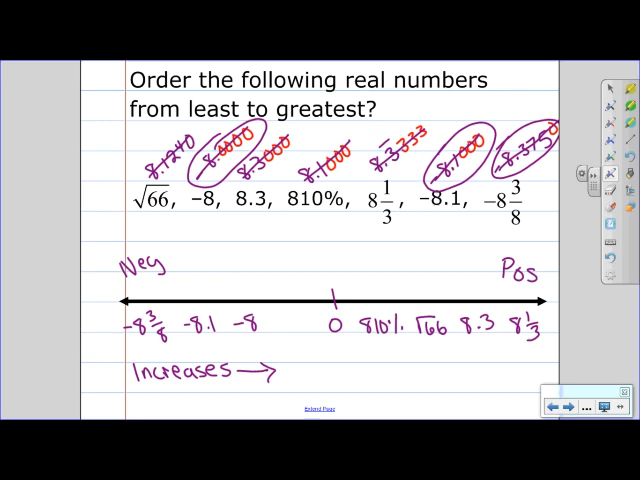 Order the following real numbers
from least to greatest?
8.1240 -8.0000 8.3000 8.1000 8.3333 -8.1000 -8.3750
√66, -8, 8.3, 810%, 8 1/3, -8.1, -8 3/8
Neg Pos
-8 3/8 -8.1 -8 0 810% √66 8.3 8 1/3
Increases →
Extend Page